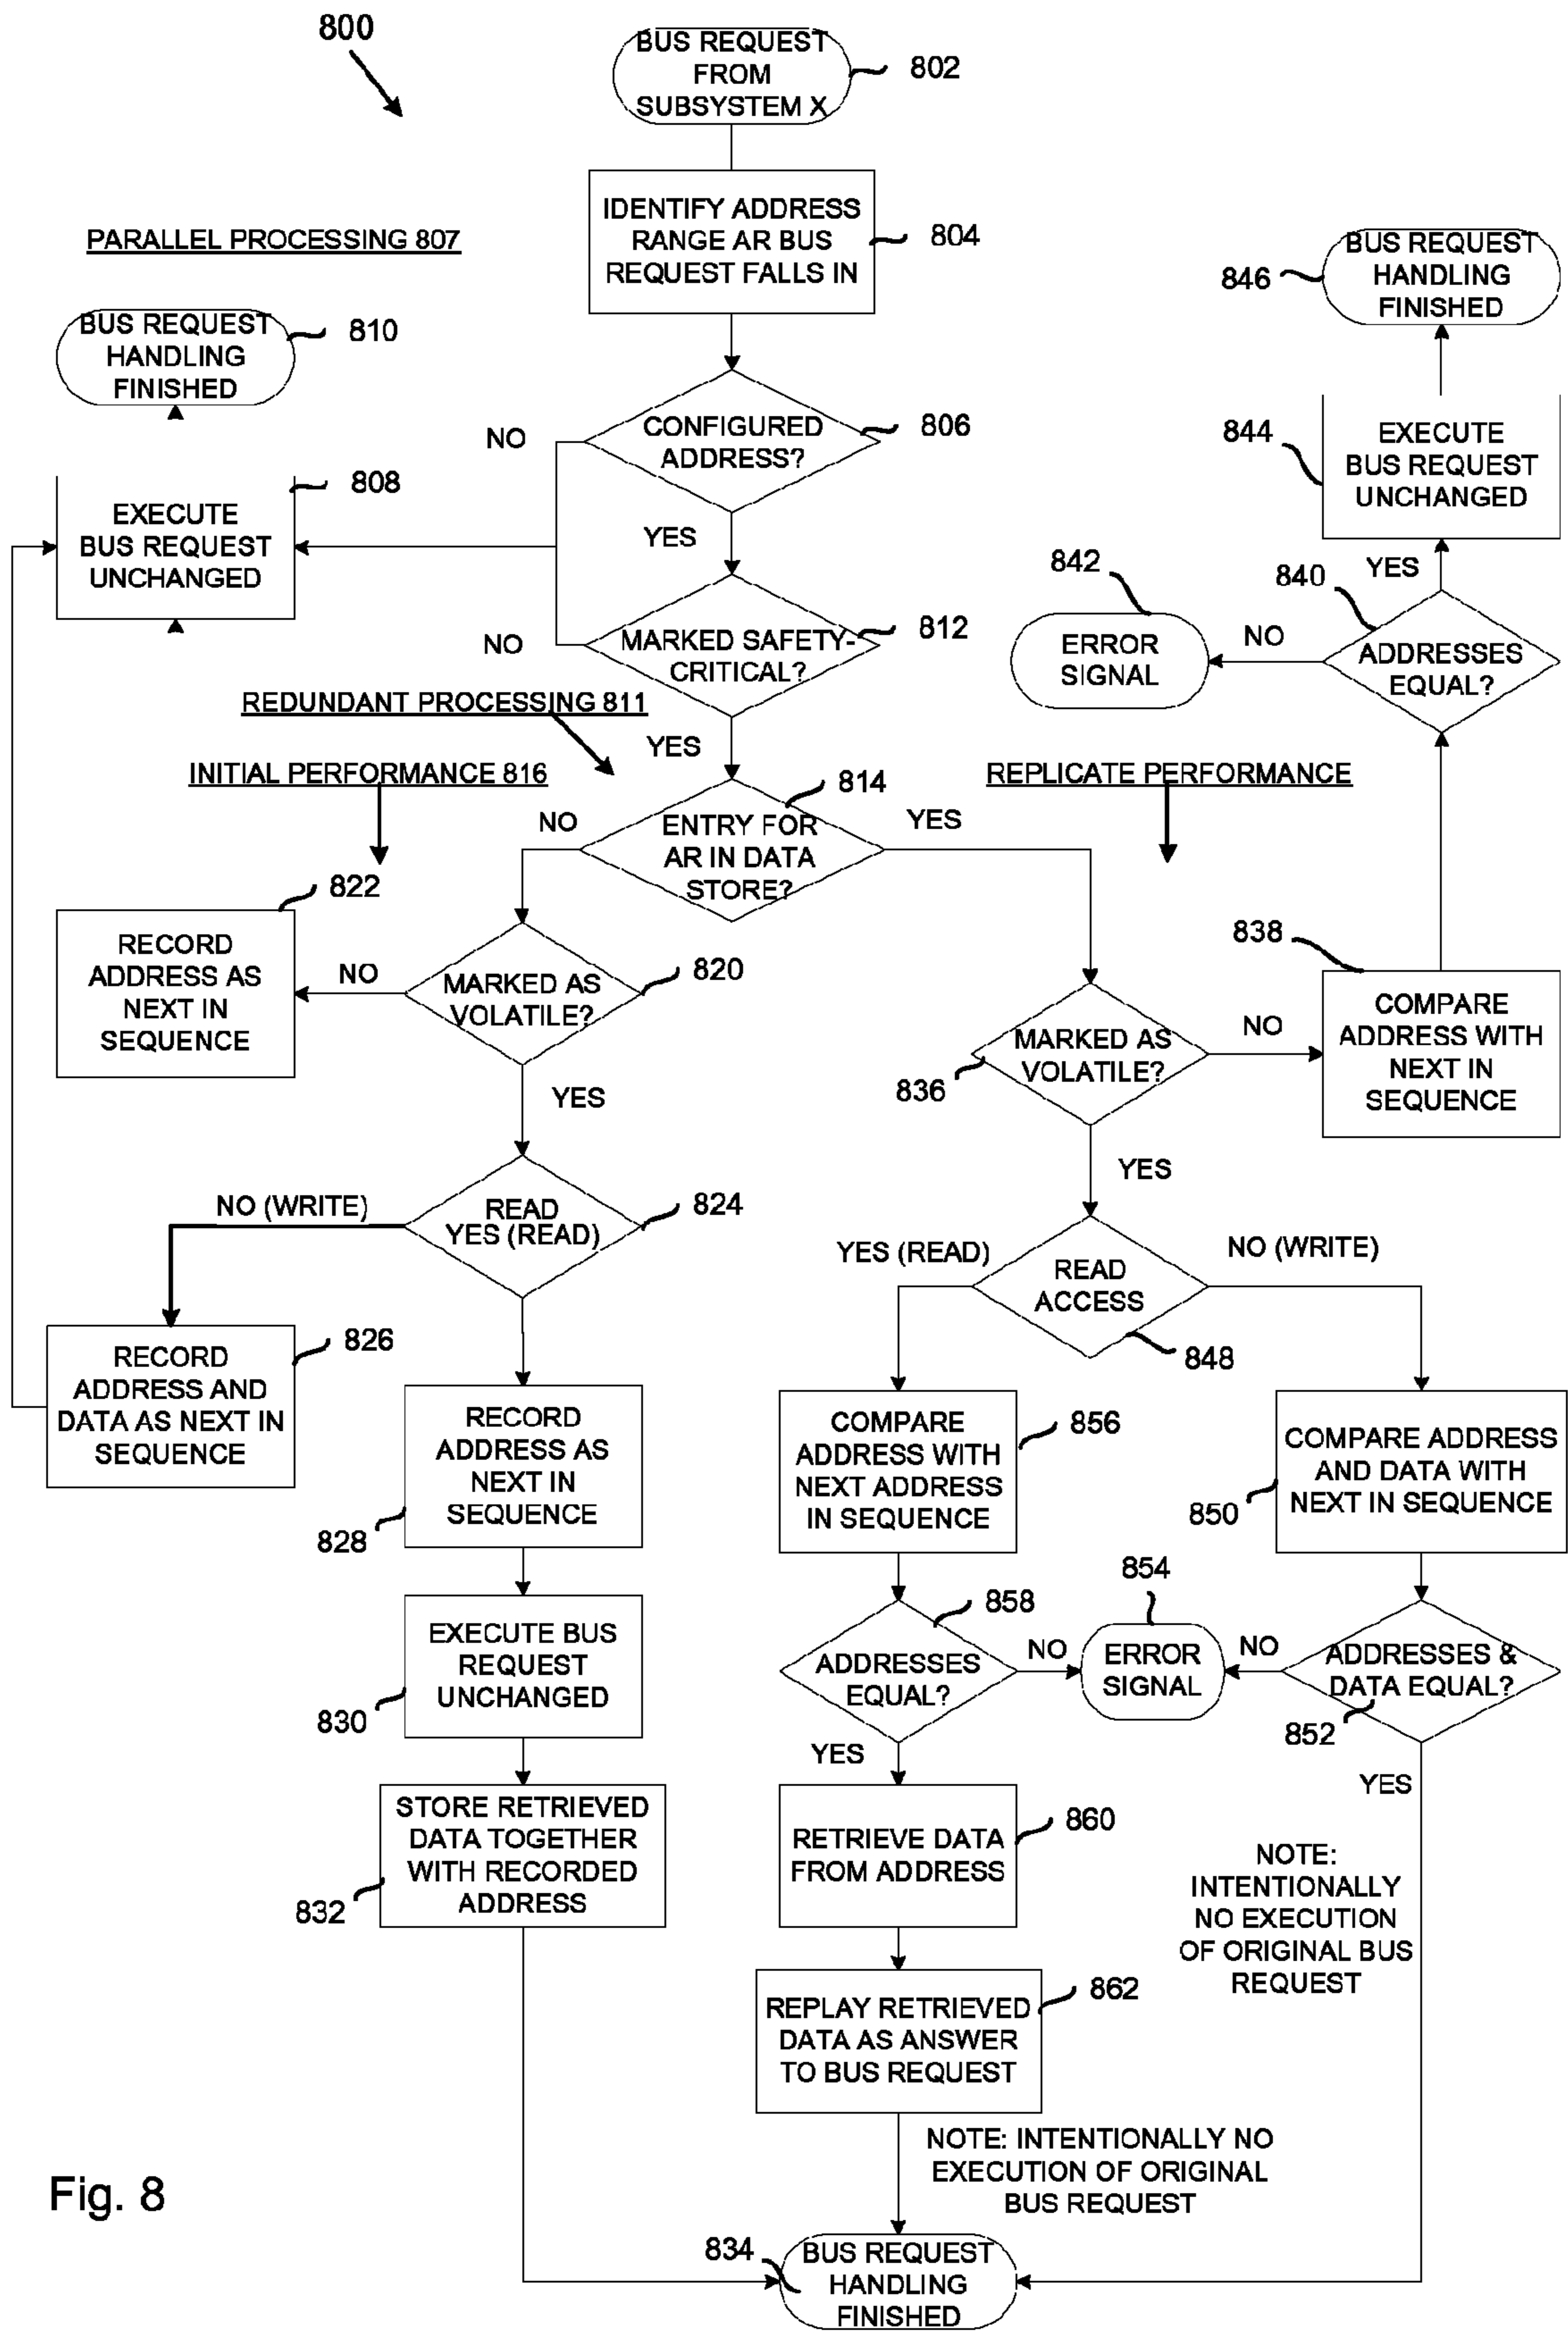 800
BUS REQUEST
FROM
SUBSYSTEM X
802
IDENTIFY ADDRESS
RANGE AR BUS
REQUEST FALLS IN
804
PARALLEL PROCESSING 807
BUS REQUEST
HANDLING
FINISHED
810
BUS REQUEST
HANDLING
FINISHED
846
CONFIGURED
ADDRESS?
806
NO
YES
EXECUTE
BUS REQUEST
UNCHANGED
808
EXECUTE
BUS REQUEST
UNCHANGED
844
YES
MARKED SAFETY-
CRITICAL?
812
NO
YES
842
ERROR
SIGNAL
NO
840
ADDRESSES
EQUAL?
REDUNDANT PROCESSING 811
INITIAL PERFORMANCE 816
REPLICATE PERFORMANCE
814
ENTRY FOR
AR IN DATA
STORE?
NO
YES
822
RECORD
ADDRESS AS
NEXT IN
SEQUENCE
NO
MARKED AS
VOLATILE?
820
YES
838
COMPARE
ADDRESS WITH
NEXT IN
SEQUENCE
NO
MARKED AS
VOLATILE?
836
YES
NO (WRITE)
READ
YES (READ)
824
YES (READ)
READ
ACCESS
NO (WRITE)
848
826
RECORD
ADDRESS AND
DATA AS NEXT IN
SEQUENCE
RECORD
ADDRESS AS
NEXT IN
SEQUENCE
828
COMPARE
ADDRESS WITH
NEXT ADDRESS
IN SEQUENCE
856
COMPARE ADDRESS
AND DATA WITH
NEXT IN SEQUENCE
850
EXECUTE BUS
REQUEST
UNCHANGED
830
858
ADDRESSES
EQUAL?
NO
854
ERROR
SIGNAL
NO
ADDRESSES &
DATA EQUAL?
852
YES
YES
STORE RETRIEVED
DATA TOGETHER
WITH RECORDED
ADDRESS
832
RETRIEVE DATA
FROM ADDRESS
860
NOTE:
INTENTIONALLY
NO EXECUTION
OF ORIGINAL BUS
REQUEST
REPLAY RETRIEVED
DATA AS ANSWER
TO BUS REQUEST
862
NOTE: INTENTIONALLY NO
EXECUTION OF ORIGINAL
BUS REQUEST
Fig. 8
834
BUS REQUEST
HANDLING
FINISHED